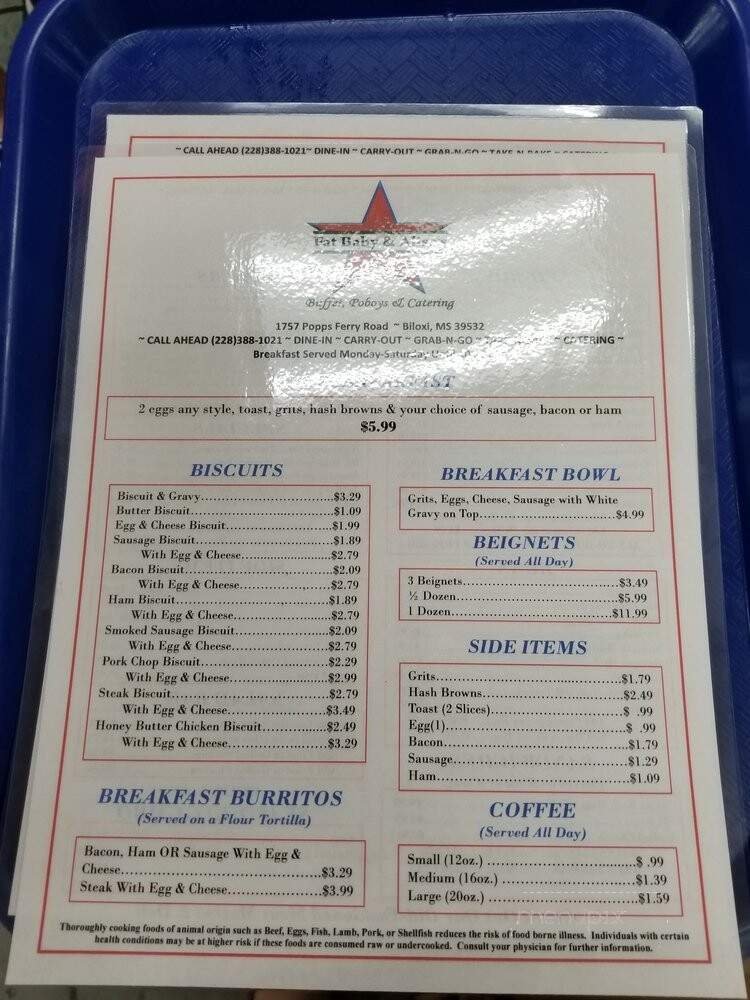 ~ CALL AHEAD (228)388-1021~ DINE-IN ~ CARRY-OUT ~ GRAB-N-GO ~ TAKE-N-BAKE ~ CATERING
Fat Baby &
Buffet, Poboys & Catering
1757 Popps Ferry Road ~ Biloxi, MS 39532
~ CALL AHEAD (228)388-1021 ~ DINE-IN ~ CARRY-OUT ~ GRAB-N-GO ~ ~ CATERING ~
Breakfast Served Monday-Saturday
2 eggs any style, toast, grits, hash browns & your choice of sausage, bacon or ham
$5.99
BISCUITS
Biscuit & Gravy.................................$3.29
Butter Biscuit....................................$1.09
Egg & Cheese Biscuit..........................$1.99
Sausage Biscuit..................................$1.89
With Egg & Cheese.......................$2.79
Bacon Biscuit.....................................$2.09
With Egg & Cheese.......................$2.79
Ham Biscuit.......................................$1.89
With Egg & Cheese.......................$2.79
Smoked Sausage Biscuit.......................$2.09
With Egg & Cheese.......................$2.79
Pork Chop Biscuit...............................$2.29
With Egg & Cheese.......................$2.99
Steak Biscuit......................................$2.79
With Egg & Cheese.......................$3.49
Honey Butter Chicken Biscuit................$2.49
With Egg & Cheese.......................$3.29
BREAKFAST BURRITOS
(Served on a Flour Tortilla)
Bacon, Ham OR Sausage With Egg &
Cheese...........................................$3.29
Steak With Egg & Cheese.....................$3.99
BREAKFAST BOWL
Grits, Eggs, Cheese, Sausage with White
Gravy on Top.................................$4.99
BEIGNETS
(Served All Day)
3 Beignets.....................................$3.49
½ Dozen.......................................$5.99
1 Dozen.......................................$11.99
SIDE ITEMS
Grits...........................................$1.79
Hash Browns..................................$2.49
Toast (2 Slices)...............................$ .99
Egg(1)..........................................$ .99
Bacon..........................................$1.79
Sausage........................................$1.29
Ham............................................$1.09
COFFEE
(Served All Day)
Small (12oz.) .................................$ .99
Medium (16oz.) ..............................$1.39
Large (20oz.) .................................$1.59
Thoroughly cooking foods of animal origin such as Beef, Eggs, Fish, Lamb, Pork, or Shellfish reduces the risk of food borne illness. Individuals with certain
health conditions may be at higher risk if these foods are consumed raw or undercooked. Consult your physician for further information.